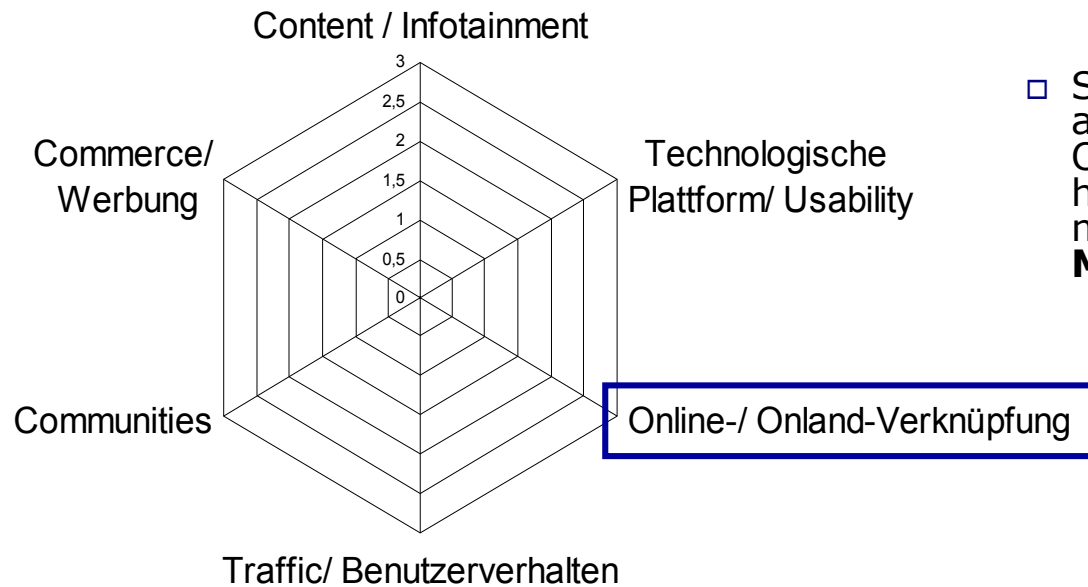 Content / Infotainment
3
2,5
2
1,5
1
0,5
0
Technologische
Plattform/ Usability
Online-/ Onland-Verknüpfung
Traffic/ Benutzerverhalten
Communities
Commerce/
Werbung